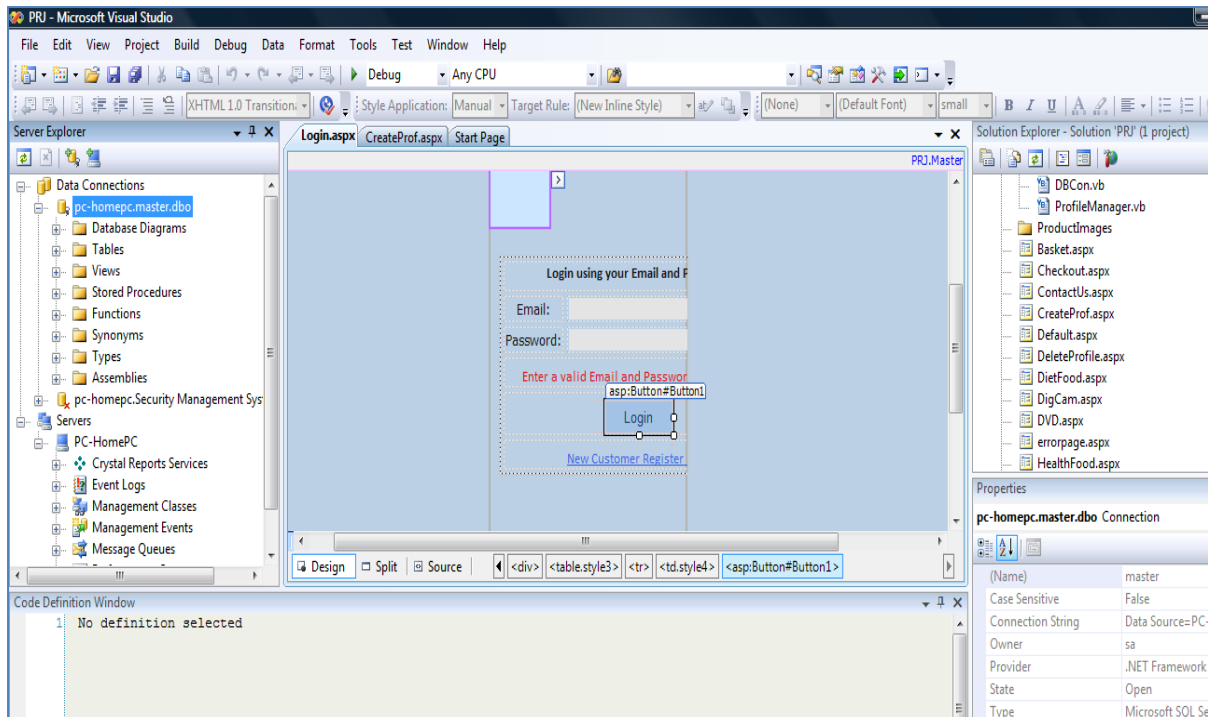 PRJ - Microsoft Visual Studio
File Edit View Project Build Debug Data Format Tools Test Window Help
Debug Any CPU
XHTML 1.0 Transition Style Application: Manual Target Rule: (New Inline Style) (None) (Default Font) small B I U A
Server Explorer
Data Connections
pc-homepc.master.dbo
Database Diagrams
Tables
Views
Stored Procedures
Functions
Synonyms
Types
Assemblies
pc-homepc.Security Management Sys
Servers
PC-HomePC
Crystal Reports Services
Event Logs
Management Classes
Management Events
Message Queues
Login.aspx CreateProf.aspx Start Page
PRJ.Master
Login using your Email and P
Email:
Password:
Enter a valid Email and Passwor
asp:Button#Button1
Login
New Customer Register
Design Split Source <div> <table.style3> <tr> <td.style4> <asp:Button#Button1>
Solution Explorer - Solution 'PRJ' (1 project)
DBCon.vb
ProfileManager.vb
ProductImages
Basket.aspx
Checkout.aspx
ContactUs.aspx
CreateProf.aspx
Default.aspx
DeleteProfile.aspx
DietFood.aspx
DigCam.aspx
DVD.aspx
errorpage.aspx
HealthFood.aspx
Properties
pc-homepc.master.dbo Connection
(Name) master
Case Sensitive False
Connection String Data Source=PC-
Owner sa
Provider .NET Framework
State Open
Type Microsoft SQL Se
Code Definition Window
1 No definition selected